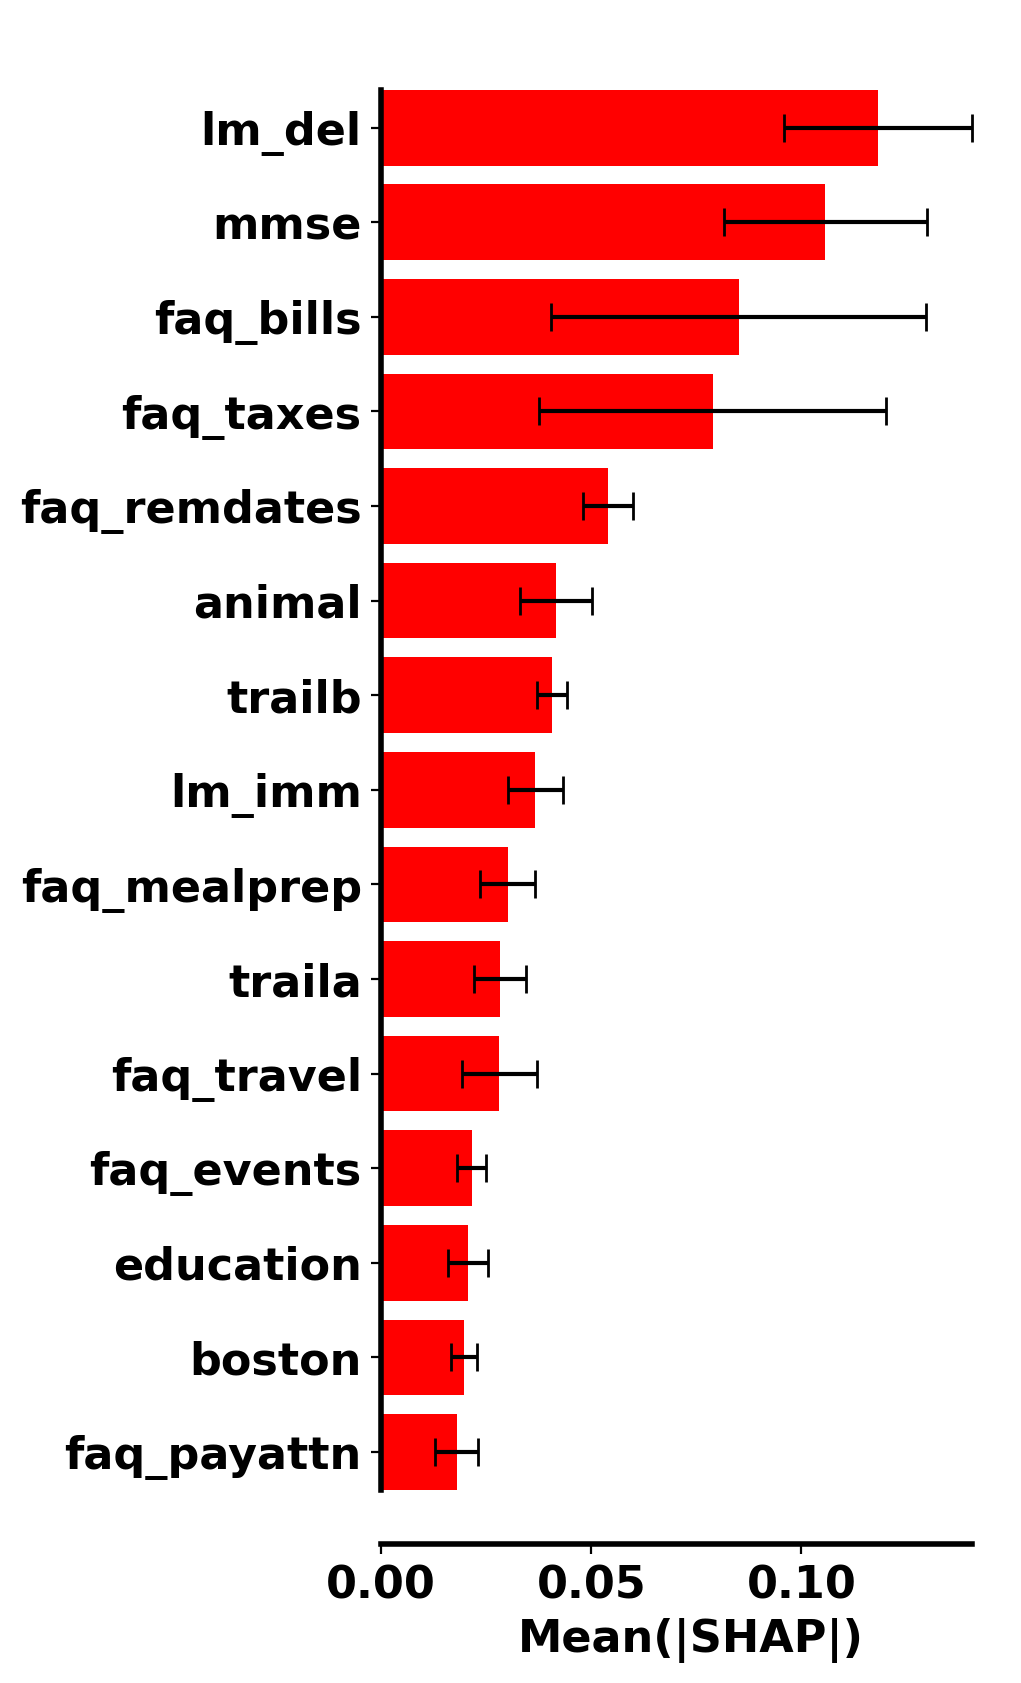 lm_del
mmse
faq_bills
faq_taxes
faq_remdates
animal
trailb
lm_imm
faq_mealprep
traila
faq_travel
faq_events
education
boston
faq_payattn
0.00 0.05 0.10
Mean(|SHAP|)